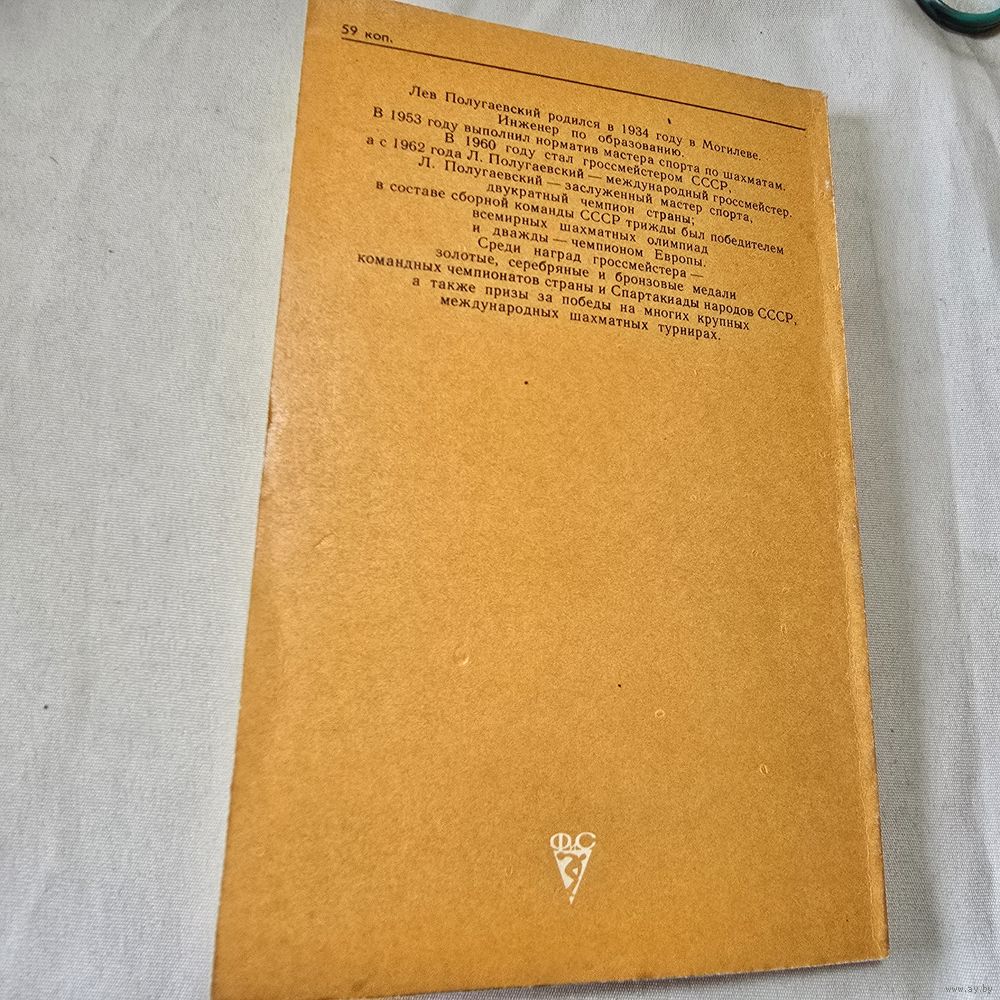 59 коп.
Лев Полугаевский родился в 1934 году в Могилеве.
Инженер по образованию.
В 1953 году выполнил норматив мастера спорта по шахматам.
В 1960 году стал гроссмейстером СССР,
а с 1962 года Л. Полугаевский — международный гроссмейстер.
Л. Полугаевский — заслуженный мастер спорта,
двукратный чемпион страны;
в составе сборной команды СССР трижды был победителем
всемирных шахматных олимпиад
и дважды — чемпионом Европы.
Среди наград гроссмейстера —
золотые, серебряные и бронзовые медали
командных чемпионатов страны и Спартакиады народов СССР,
а также призы за победы на многих крупных
международных шахматных турнирах.
ФиС
www.ay.by